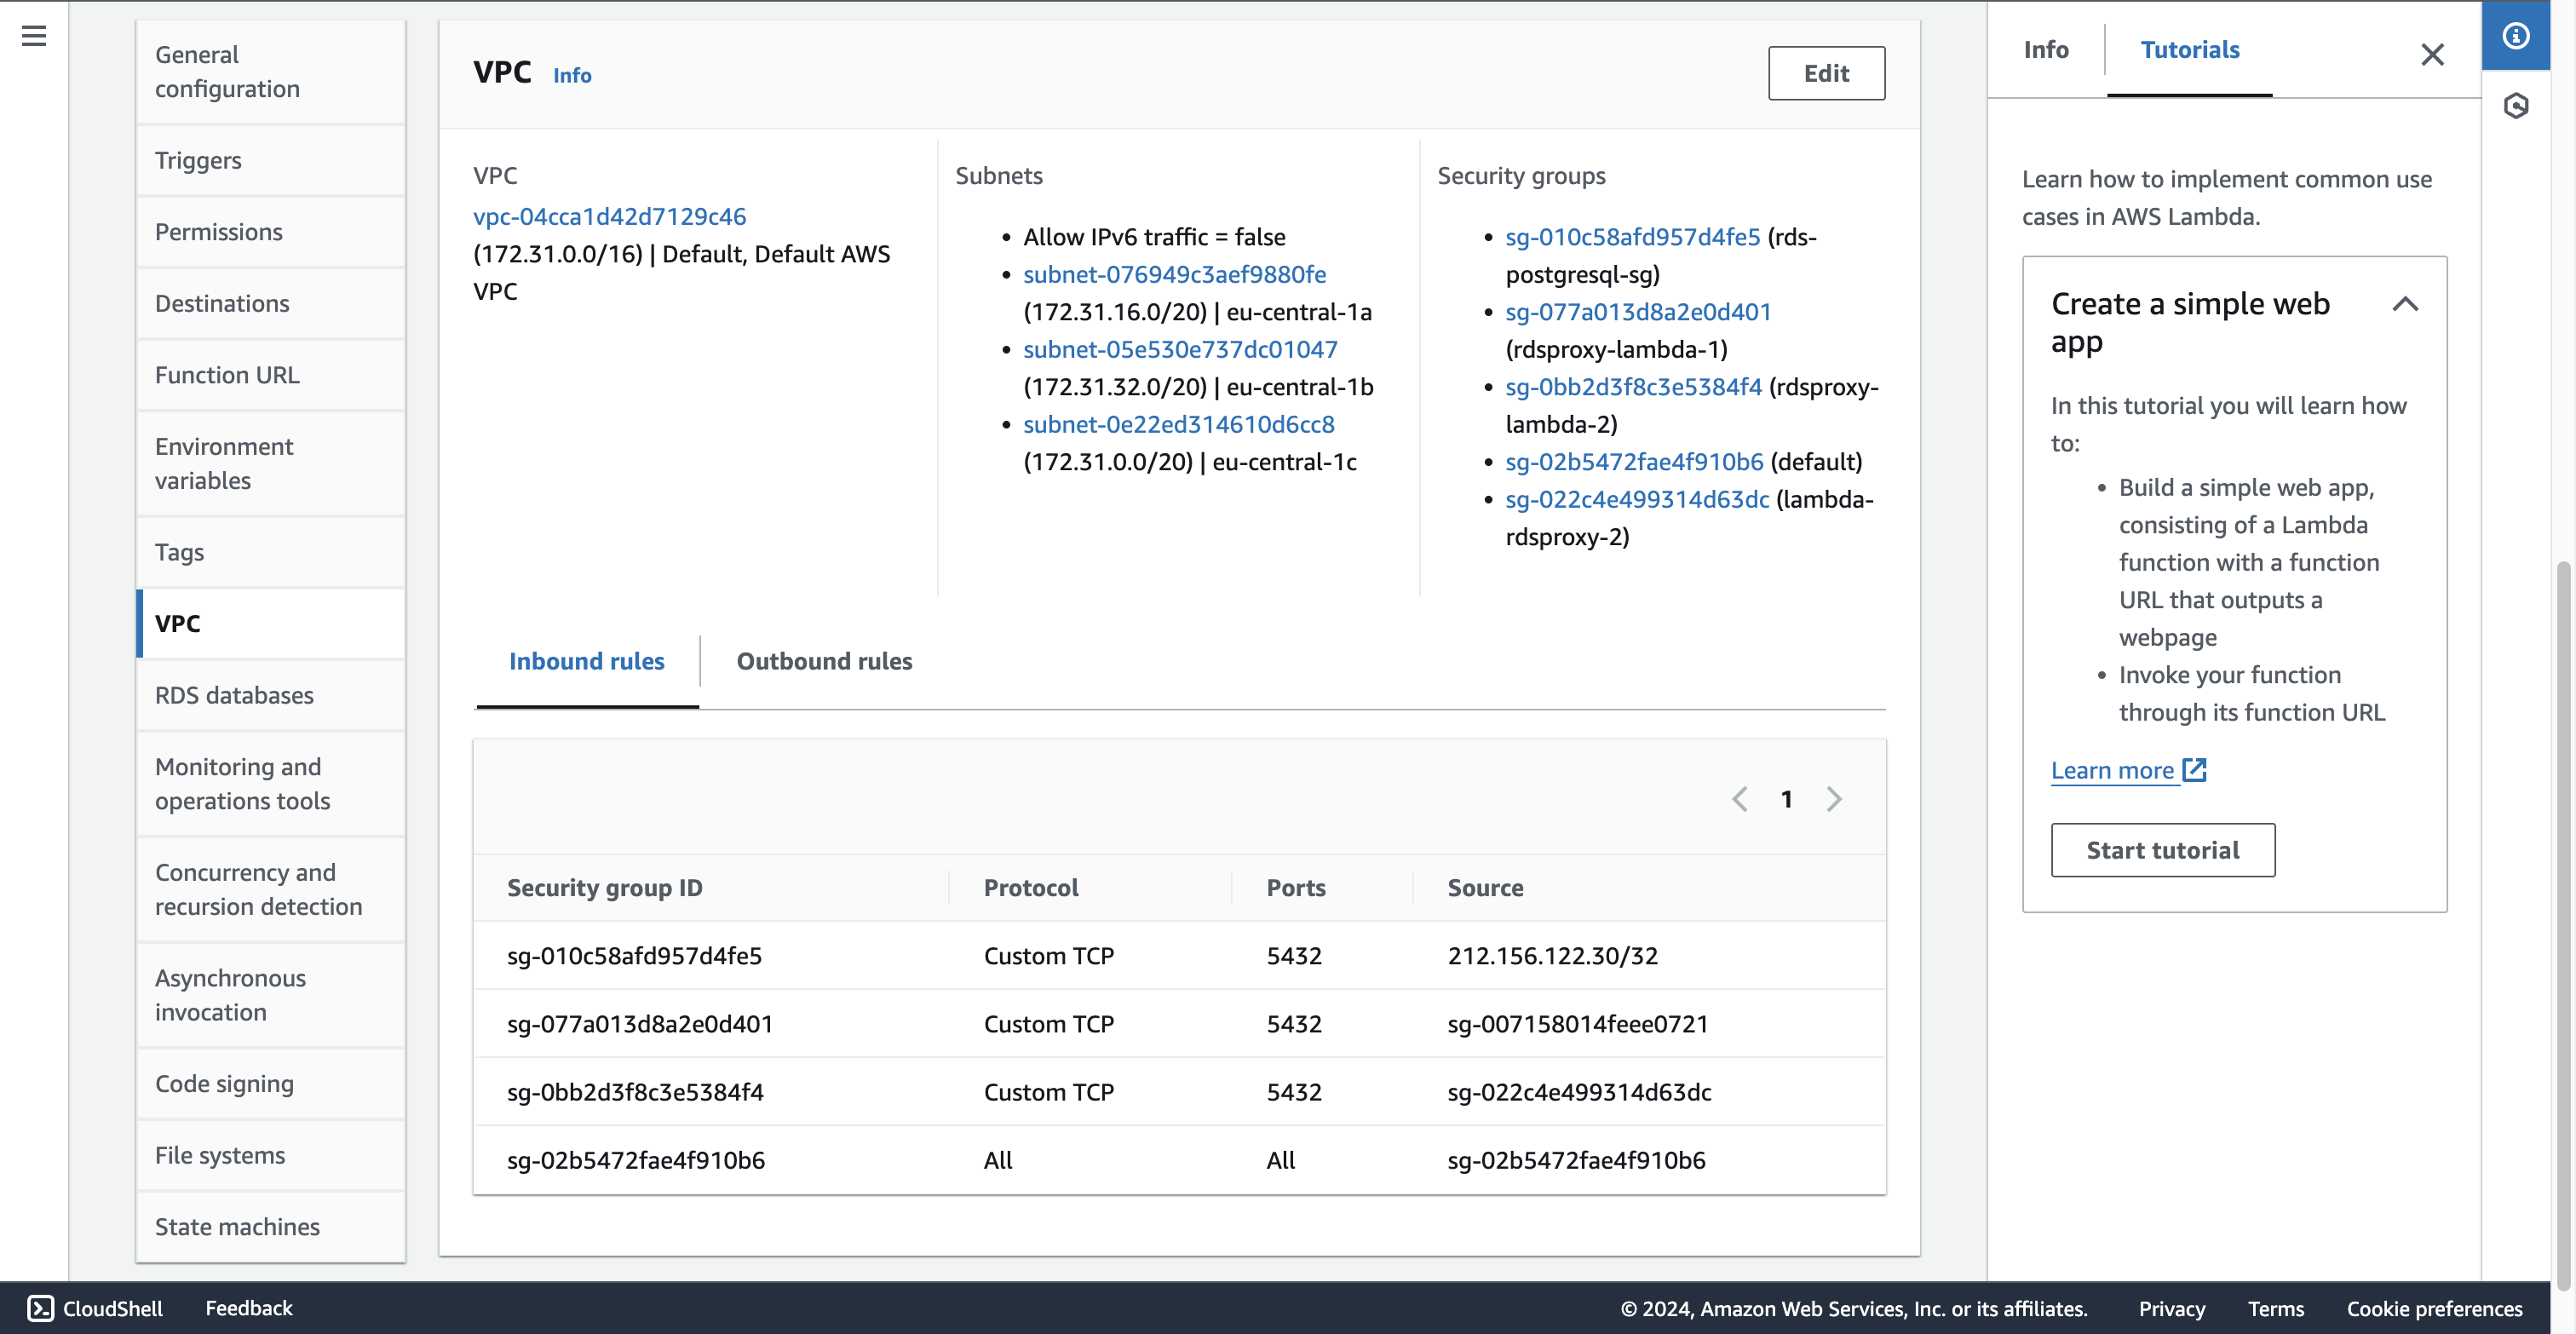 General
configuration
Triggers
Permissions
Destinations
Function URL
Environment
variables
Tags
VPC
RDS databases
Monitoring and
operations tools
Concurrency and
recursion detection
Asynchronous
invocation
Code signing
File systems
State machines
VPC Info
Edit
VPC
vpc-04cca1d42d7129c46
(172.31.0.0/16) | Default, Default AWS
VPC
Subnets
• Allow IPv6 traffic = false
• subnet-076949c3aef9880fe
(172.31.16.0/20) | eu-central-1a
• subnet-05e530e737dc01047
(172.31.32.0/20) | eu-central-1b
• subnet-0e22ed314610d6cc8
(172.31.0.0/20) | eu-central-1c
Security groups
• sg-010c58afd957d4fe5 (rds-
postgresql-sg)
• sg-077a013d8a2e0d401
(rdsproxy-lambda-1)
• sg-0bb2d3f8c3e5384f4 (rdsproxy-
lambda-2)
• sg-02b5472fae4f910b6 (default)
• sg-022c4e499314d63dc (lambda-
rdsproxy-2)
Inbound rules Outbound rules
1
Security group ID Protocol Ports Source
sg-010c58afd957d4fe5 Custom TCP 5432 212.156.122.30/32
sg-077a013d8a2e0d401 Custom TCP 5432 sg-007158014feee0721
sg-0bb2d3f8c3e5384f4 Custom TCP 5432 sg-022c4e499314d63dc
sg-02b5472fae4f910b6 All All sg-02b5472fae4f910b6
Info Tutorials
Learn how to implement common use
cases in AWS Lambda.
Create a simple web
app
In this tutorial you will learn how
to:
• Build a simple web app,
consisting of a Lambda
function with a function
URL that outputs a
webpage
• Invoke your function
through its function URL
Learn more
Start tutorial
CloudShell Feedback © 2024, Amazon Web Services, Inc. or its affiliates. Privacy Terms Cookie preferences